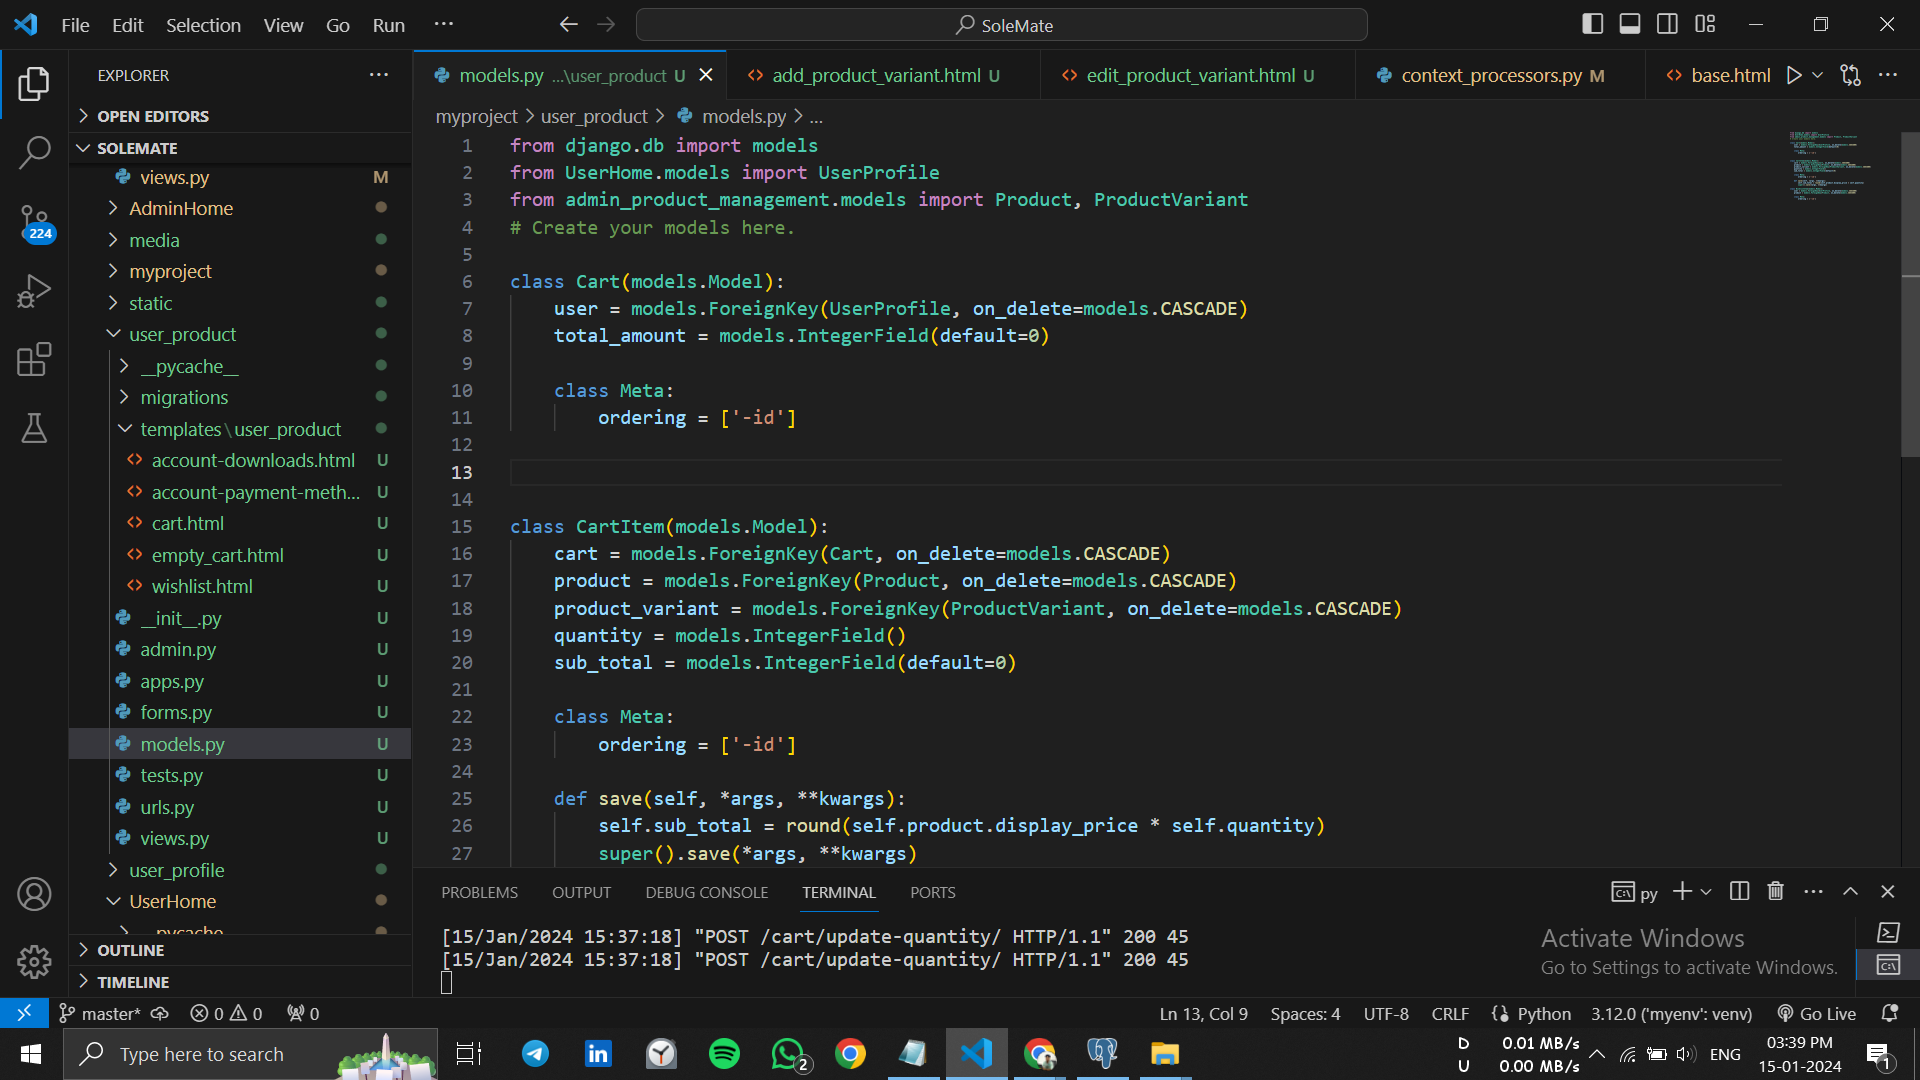 File Edit Selection View Go Run ···
SoleMate
EXPLORER
OPEN EDITORS
SOLEMATE
views.py M
AdminHome
media
myproject
static
user_product
__pycache__
migrations
templates\user_product
account-downloads.html U
account-payment-meth... U
cart.html U
empty_cart.html U
wishlist.html U
__init__.py U
admin.py U
apps.py U
forms.py U
models.py U
tests.py U
urls.py U
views.py U
user_profile
UserHome
__pycache__
OUTLINE
TIMELINE
224
models.py ...\user_product U
add_product_variant.html U
edit_product_variant.html U
context_processors.py M
base.html
myproject > user_product > models.py > ...
1 from django.db import models
2 from UserHome.models import UserProfile
3 from admin_product_management.models import Product, ProductVariant
4 # Create your models here.
5
6 class Cart(models.Model):
7 user = models.ForeignKey(UserProfile, on_delete=models.CASCADE)
8 total_amount = models.IntegerField(default=0)
9
10 class Meta:
11 ordering = ['-id']
12
13
14
15 class CartItem(models.Model):
16 cart = models.ForeignKey(Cart, on_delete=models.CASCADE)
17 product = models.ForeignKey(Product, on_delete=models.CASCADE)
18 product_variant = models.ForeignKey(ProductVariant, on_delete=models.CASCADE)
19 quantity = models.IntegerField()
20 sub_total = models.IntegerField(default=0)
21
22 class Meta:
23 ordering = ['-id']
24
25 def save(self, *args, **kwargs):
26 self.sub_total = round(self.product.display_price * self.quantity)
27 super().save(*args, **kwargs)
PROBLEMS OUTPUT DEBUG CONSOLE TERMINAL PORTS
py
[15/Jan/2024 15:37:18] "POST /cart/update-quantity/ HTTP/1.1" 200 45
[15/Jan/2024 15:37:18] "POST /cart/update-quantity/ HTTP/1.1" 200 45
Activate Windows
Go to Settings to activate Windows.
master* 0 0 0
Ln 13, Col 9 Spaces: 4 UTF-8 CRLF Python 3.12.0 ('myenv': venv) Go Live
Type here to search
2
D 0.01 MB/s
U 0.00 MB/s
ENG
03:39 PM
15-01-2024
1